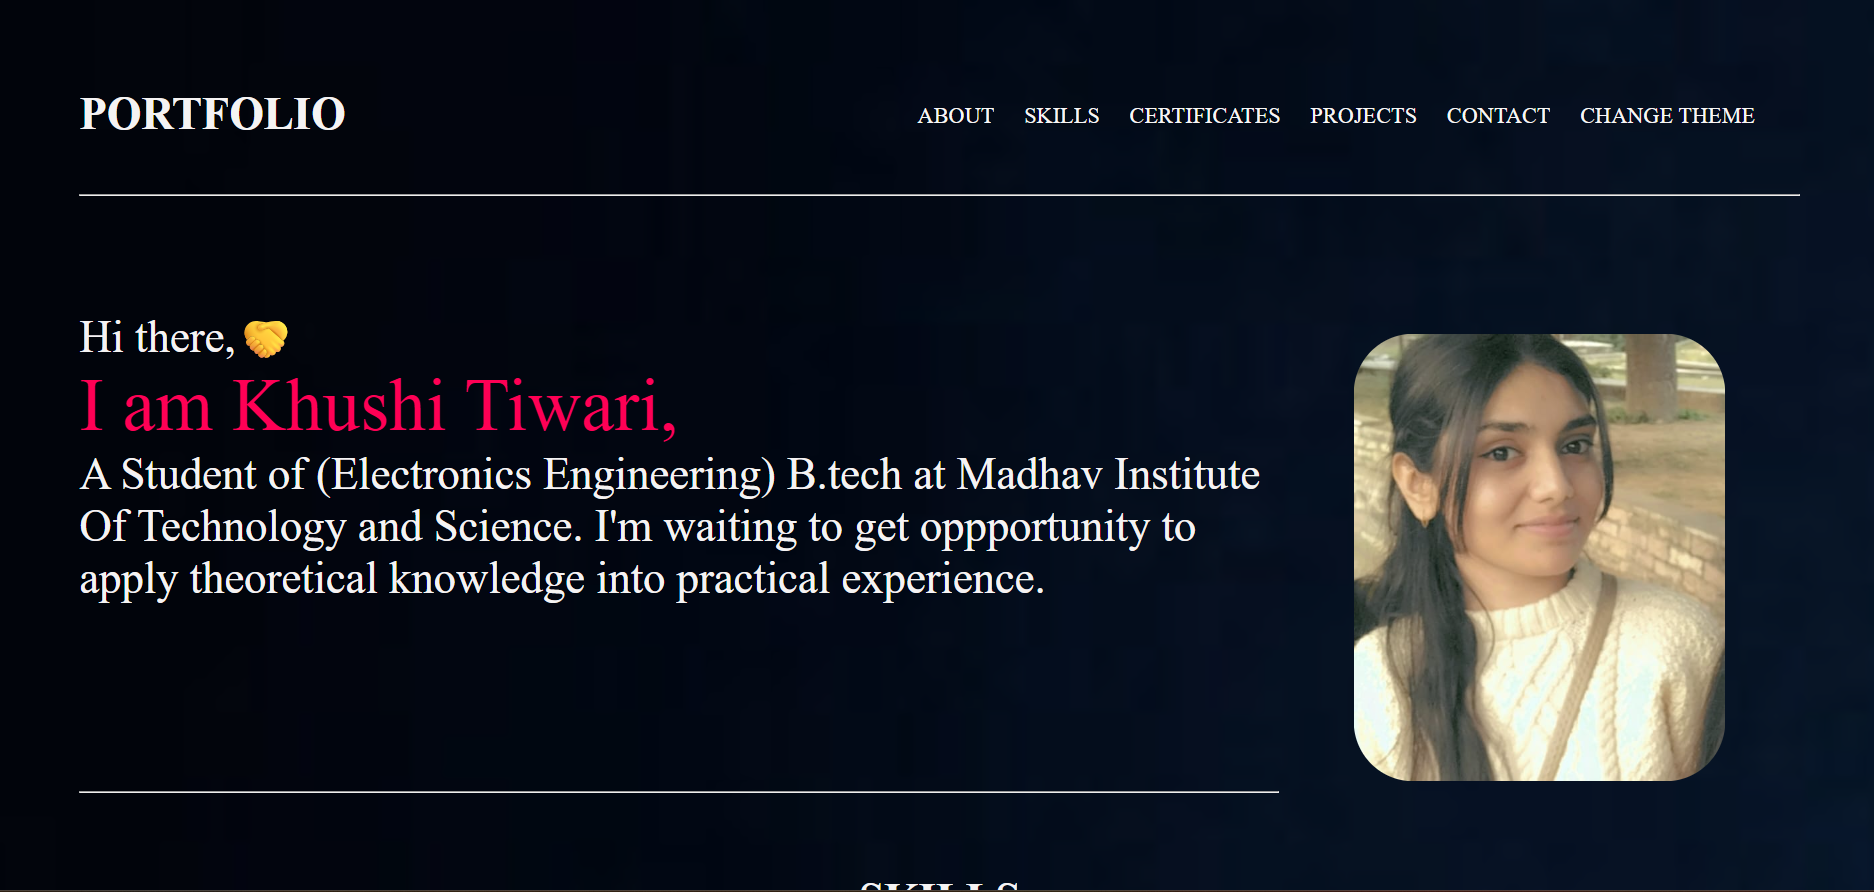 PORTFOLIO
ABOUT SKILLS CERTIFICATES PROJECTS CONTACT CHANGE THEME
Hi there,🤝
I am Khushi Tiwari,
A Student of (Electronics Engineering) B.tech at Madhav Institute
Of Technology and Science. I'm waiting to get oppportunity to
apply theoretical knowledge into practical experience.
SKILLS